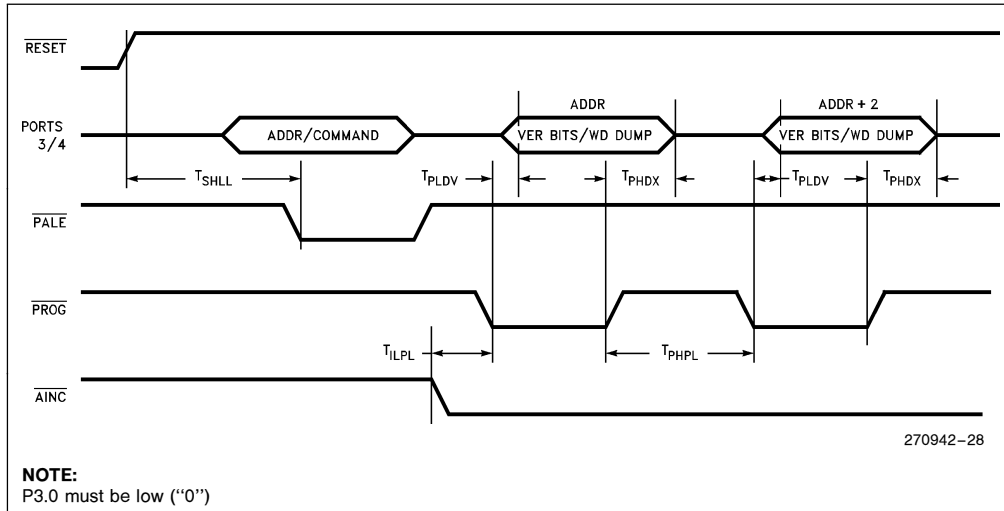 RESET
PORTS
3/4
ADDR/COMMAND
ADDR
VER BITS/WD DUMP
ADDR + 2
VER BITS/WD DUMP
TSHLL
TPLDV
TPHDX
TPLDV
TPHDX
PALE
PROG
TILPL
TPHPL
AINC
270942–28
NOTE:
P3.0 must be low (‘‘0’’)